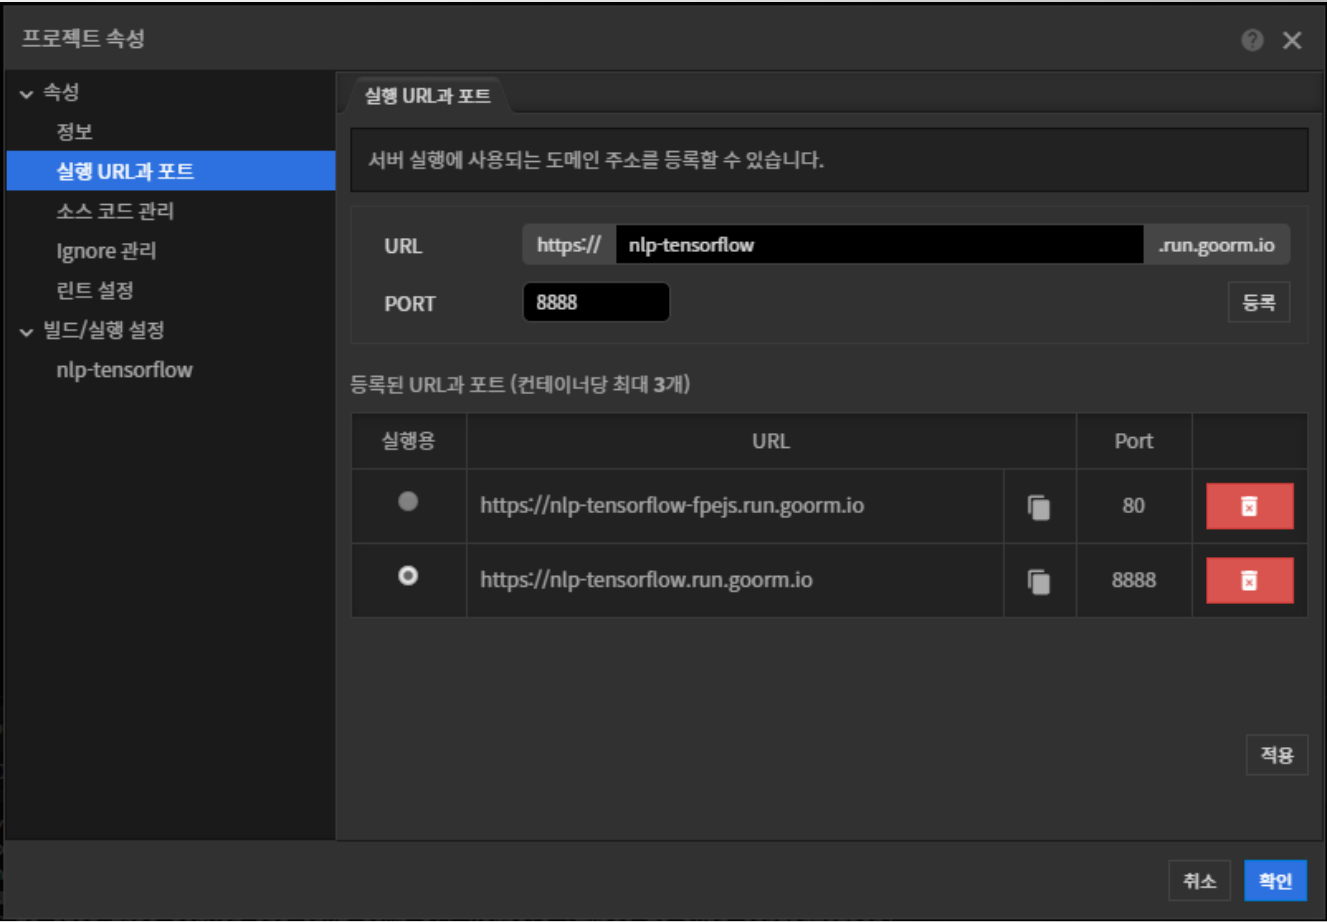 프로젝트 속성
속성
정보
실행 URL과 포트
소스 코드 관리
Ignore 관리
린트 설정
빌드/실행 설정
nlp-tensorflow
실행 URL과 포트
서버 실행에 사용되는 도메인 주소를 등록할 수 있습니다.
URL https:// nlp-tensorflow .run.goorm.io
PORT 8888 등록
등록된 URL과 포트 (컨테이너당 최대 3개)
실행용 URL Port
https://nlp-tensorflow-fpejs.run.goorm.io 80
https://nlp-tensorflow.run.goorm.io 8888
적용
취소 확인